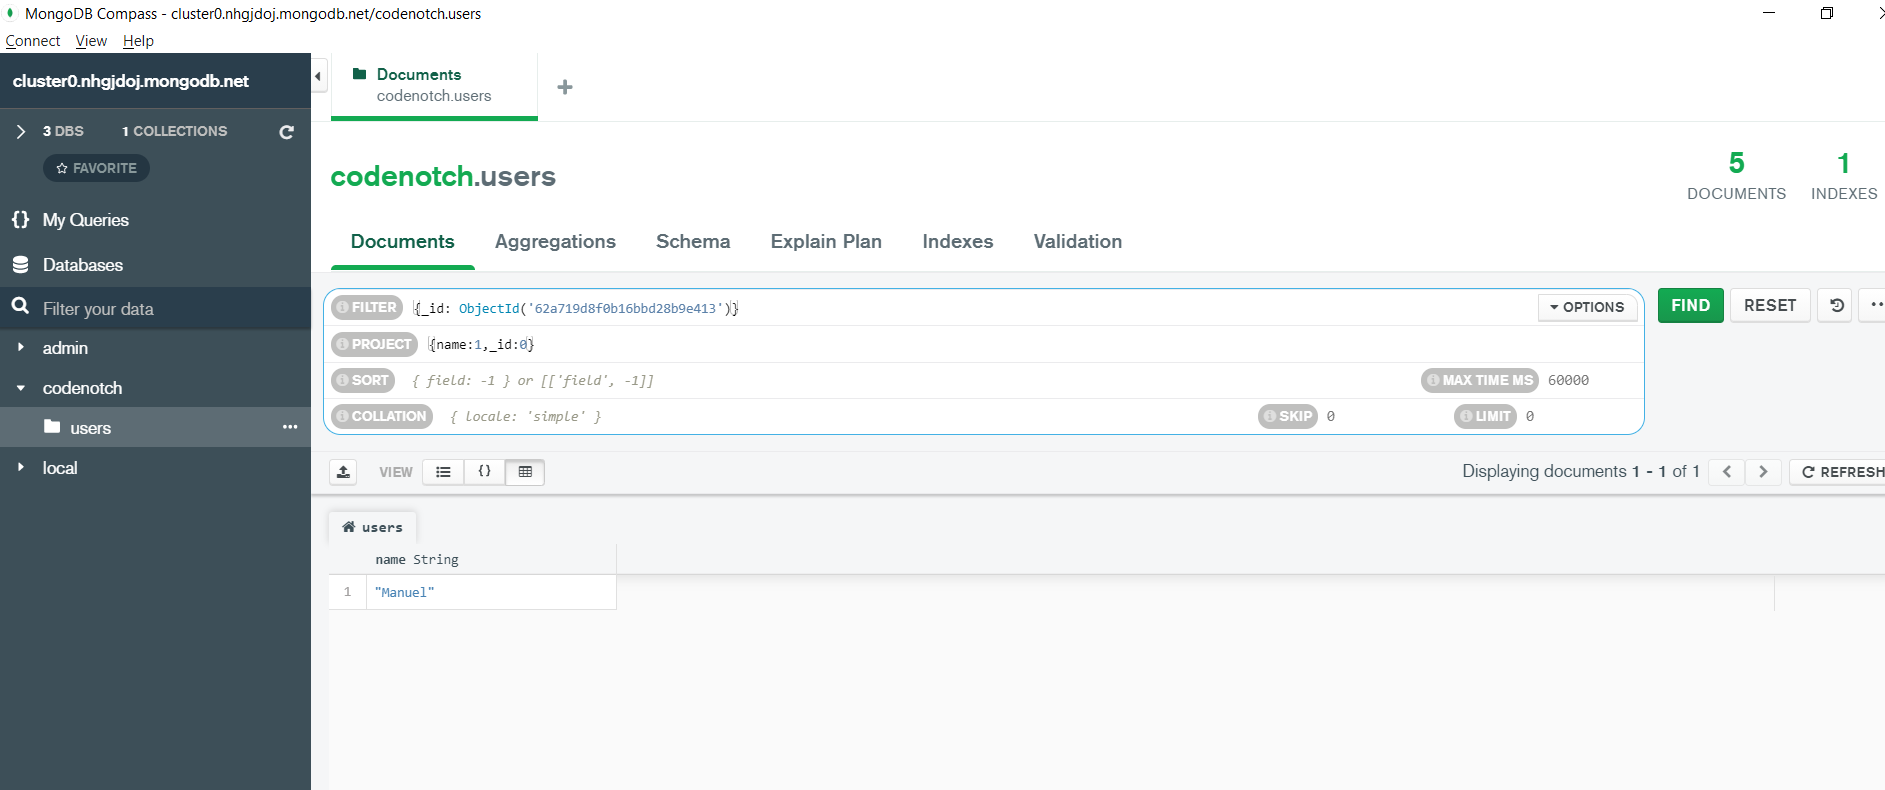 MongoDB Compass - cluster0.nhgjdoj.mongodb.net/codenotch.users
Connect View Help
cluster0.nhgjdoj.mongodb.net
3 DBS 1 COLLECTIONS
FAVORITE
{} My Queries
Databases
Filter your data
admin
codenotch
users
local
Documents
codenotch.users
codenotch.users
5
DOCUMENTS
1
INDEXES
Documents Aggregations Schema Explain Plan Indexes Validation
FILTER {_id: ObjectId('62a719d8f0b16bbd28b9e413')}
OPTIONS
FIND RESET
PROJECT {name:1,_id:0}
SORT { field: -1 } or [['field', -1]]
MAX TIME MS 60000
COLLATION { locale: 'simple' }
SKIP 0
LIMIT 0
VIEW {}
Displaying documents 1 - 1 of 1
REFRESH
users
name String
1 "Manuel"